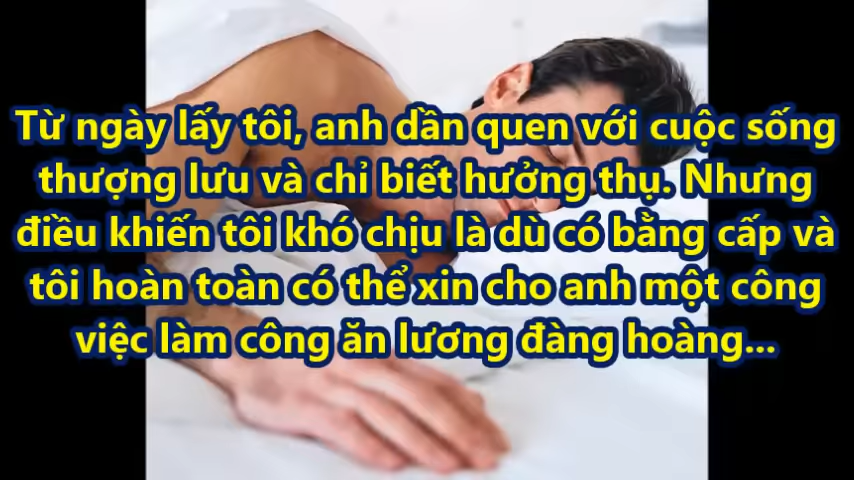 Từ ngày lấy tôi, anh dần quen với cuộc sống
thượng lưu và chỉ biết hưởng thụ. Nhưng
điều khiến tôi khó chịu là dù có bằng cấp và
tôi hoàn toàn có thể xin cho anh một công
việc làm công ăn lương đàng hoàng...